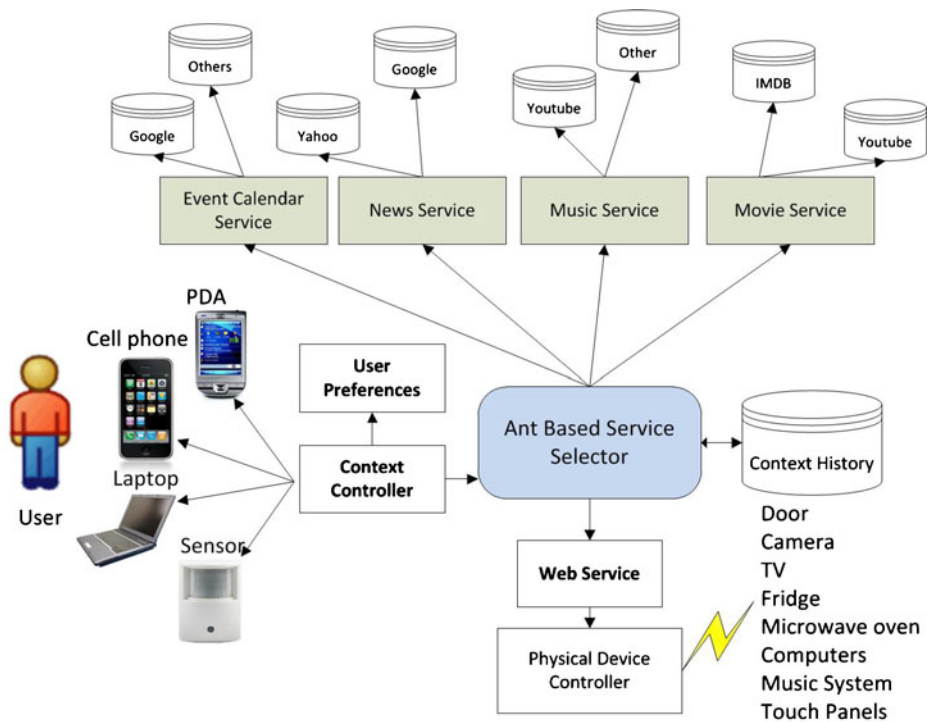 Others
Google
Other
IMDB
Google
Yahoo
Youtube
Youtube
Event Calendar
Service
News Service
Music Service
Movie Service
PDA
Cell phone
User
Preferences
Ant Based Service
Selector
Context
Controller
Context History
Laptop
User
Sensor
Web Service
Physical Device
Controller
Door
Camera
TV
Fridge
Microwave oven
Computers
Music System
Touch Panels